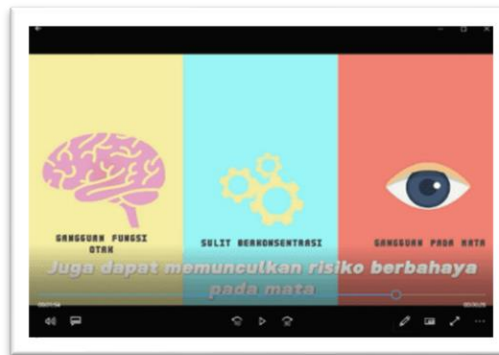 GANGGUAN FUNGSI
OTAK
SULIT BERKONSENTRASI
GANGGUAN PADA MATA
Juga dapat memunculkan risiko berbahaya
pada mata